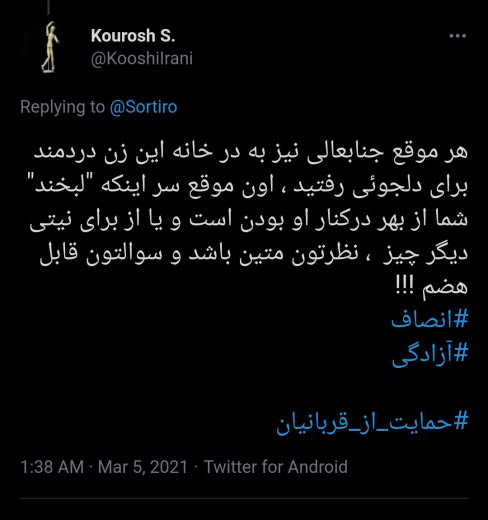 Kourosh S.
@KooshiIrani
Replying to @Sortiro
هر موقع جنابعالی نیز به در خانه این زن دردمند
برای دلجوئی رفتید ، اون موقع سر اینکه "لبخند"
شما از بهر درکنار او بودن است و یا از برای نیتی
دیگر چیز ، نظرتون متین باشد و سوالتون قابل
هضم !!!
#انصاف
#آزادگی
#حمایت_از_قربانیان
1:38 AM · Mar 5, 2021 · Twitter for Android